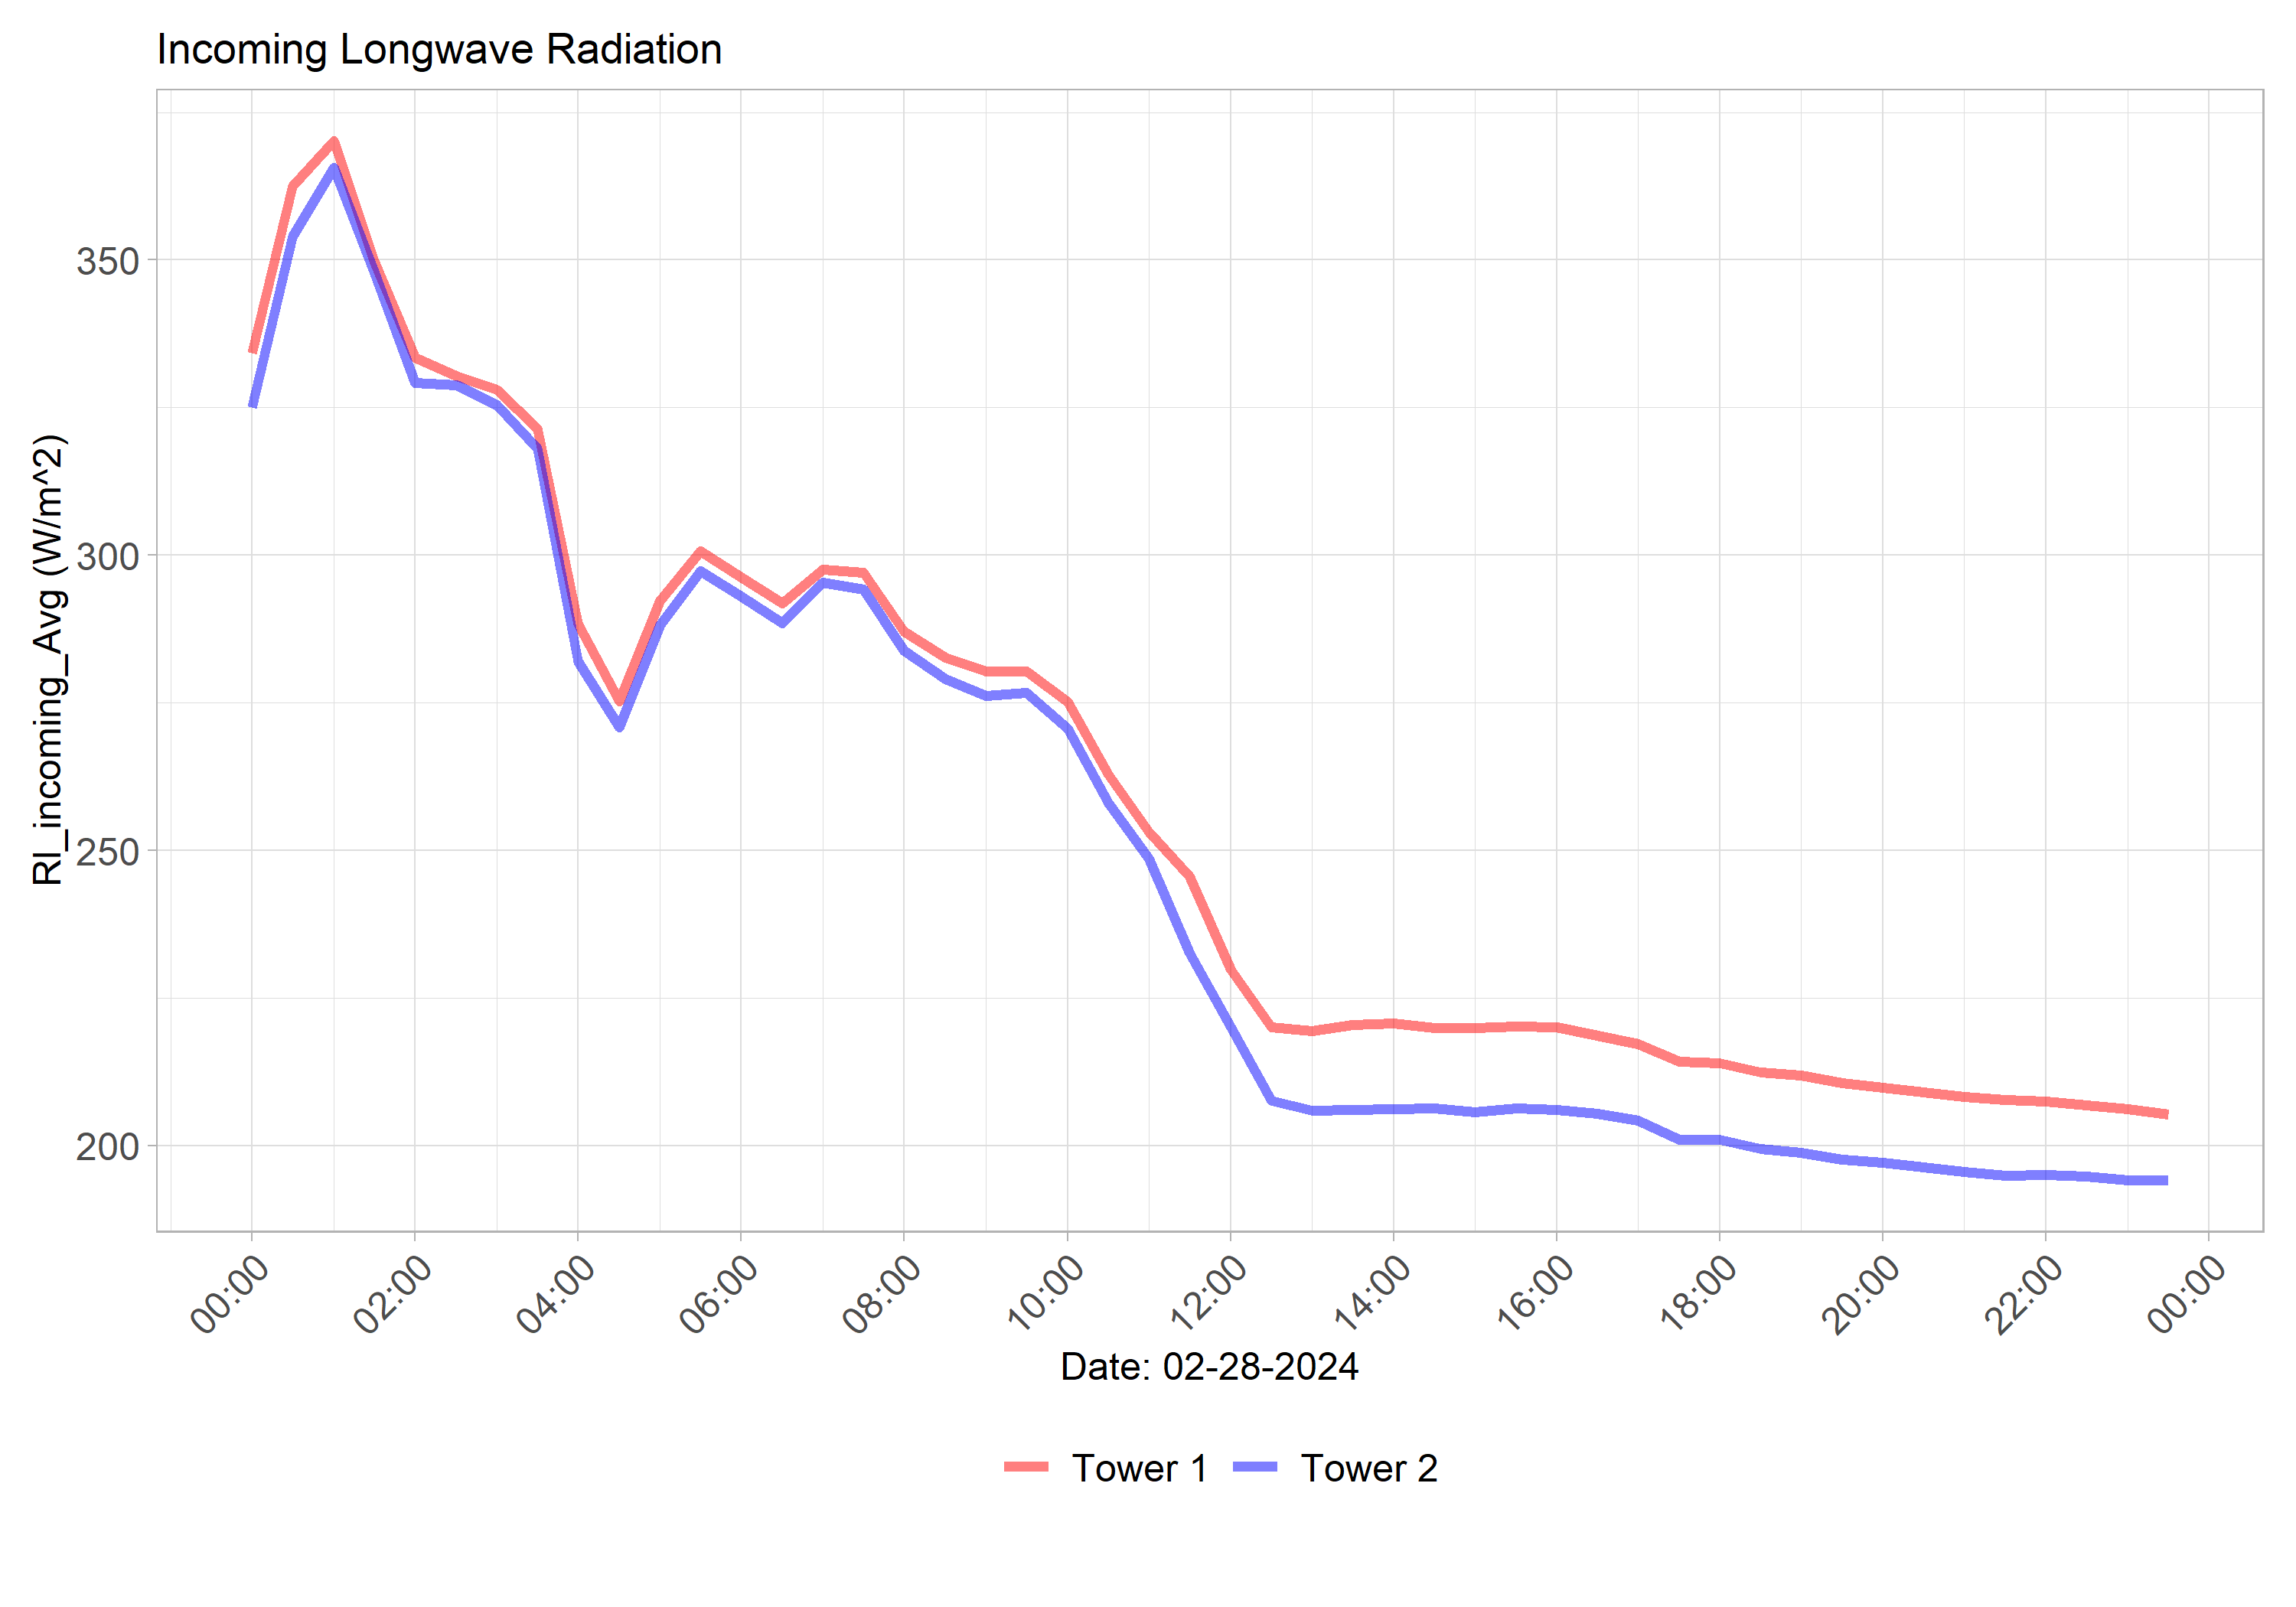 Incoming Longwave Radiation
Rl_incoming_Avg (W/m^2)
350
300
250
200
00:00 02:00 04:00 06:00 08:00 10:00 12:00 14:00 16:00 18:00 20:00 22:00 00:00
Date: 02-28-2024
Tower 1 Tower 2